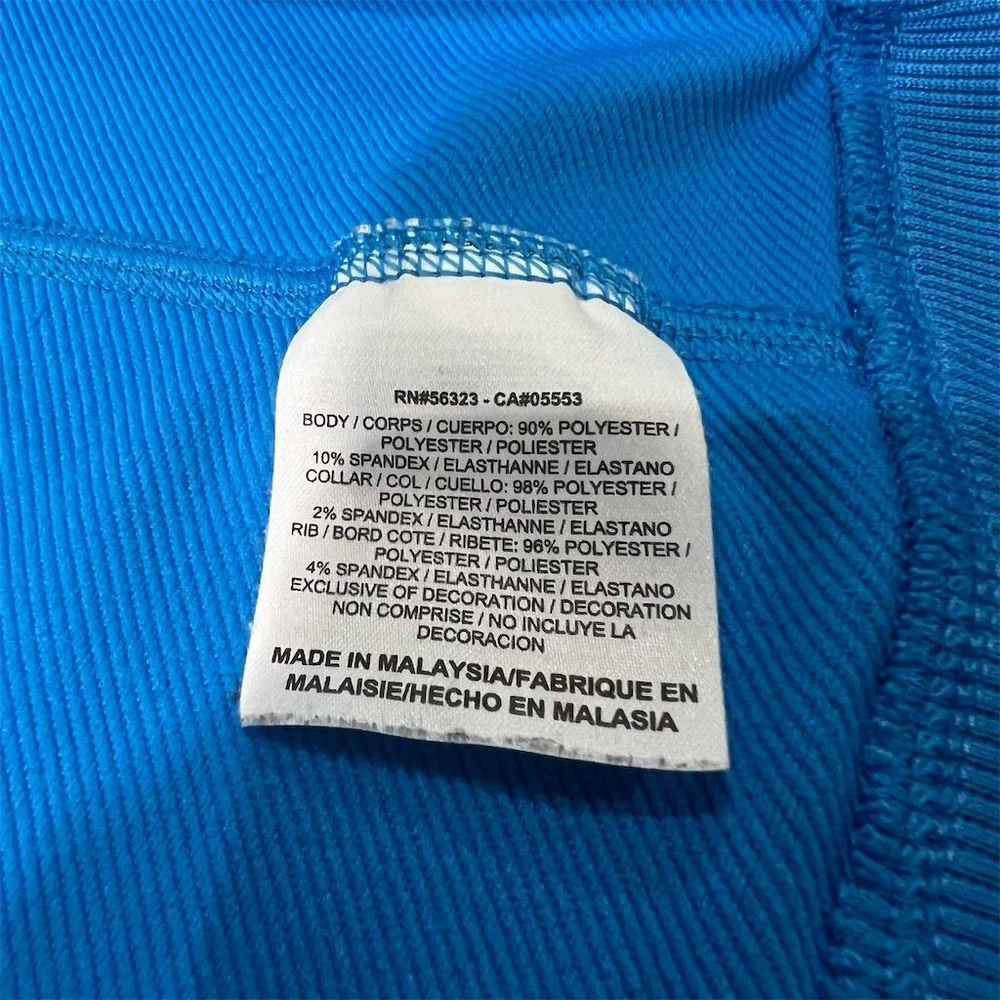 RN#56323 - CA#05553
BODY / CORPS / CUERPO: 90% POLYESTER /
POLYESTER / POLIESTER
10% SPANDEX / ELASTHANNE / ELASTANO
COLLAR / COL / CUELLO: 98% POLYESTER /
POLYESTER / POLIESTER
2% SPANDEX / ELASTHANNE / ELASTANO
RIB / BORD COTE / RIBETE: 96% POLYESTER /
POLYESTER / POLIESTER
4% SPANDEX / ELASTHANNE / ELASTANO
EXCLUSIVE OF DECORATION / DECORATION
NON COMPRISE / NO INCLUYE LA
DECORACION
MADE IN MALAYSIA/FABRIQUE EN
MALAISIE/HECHO EN MALASIA